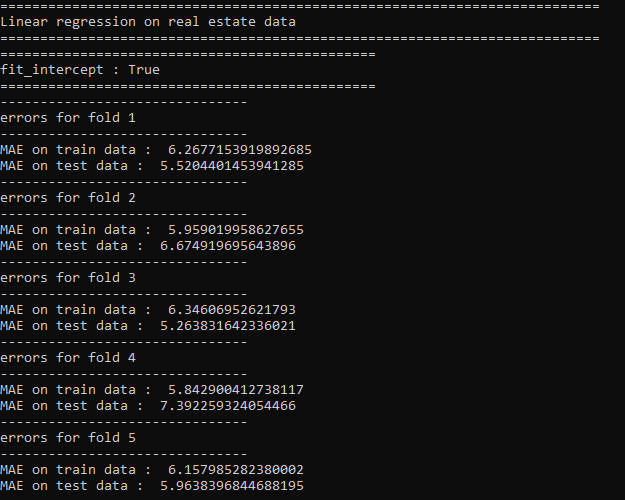 ===========================================================================
Linear regression on real estate data
===========================================================================
===============================================
fit_intercept : True
===============================================
-------------------------------
errors for fold 1
-------------------------------
MAE on train data :  6.2677153919892685
MAE on test data :  5.5204401453941285
-------------------------------
errors for fold 2
-------------------------------
MAE on train data :  5.959019958627655
MAE on test data :  6.674919695643896
-------------------------------
errors for fold 3
-------------------------------
MAE on train data :  6.34606952621793
MAE on test data :  5.263831642336021
-------------------------------
errors for fold 4
-------------------------------
MAE on train data :  5.842900412738117
MAE on test data :  7.392259324054466
-------------------------------
errors for fold 5
-------------------------------
MAE on train data :  6.157985282380002
MAE on test data :  5.9638396844688195